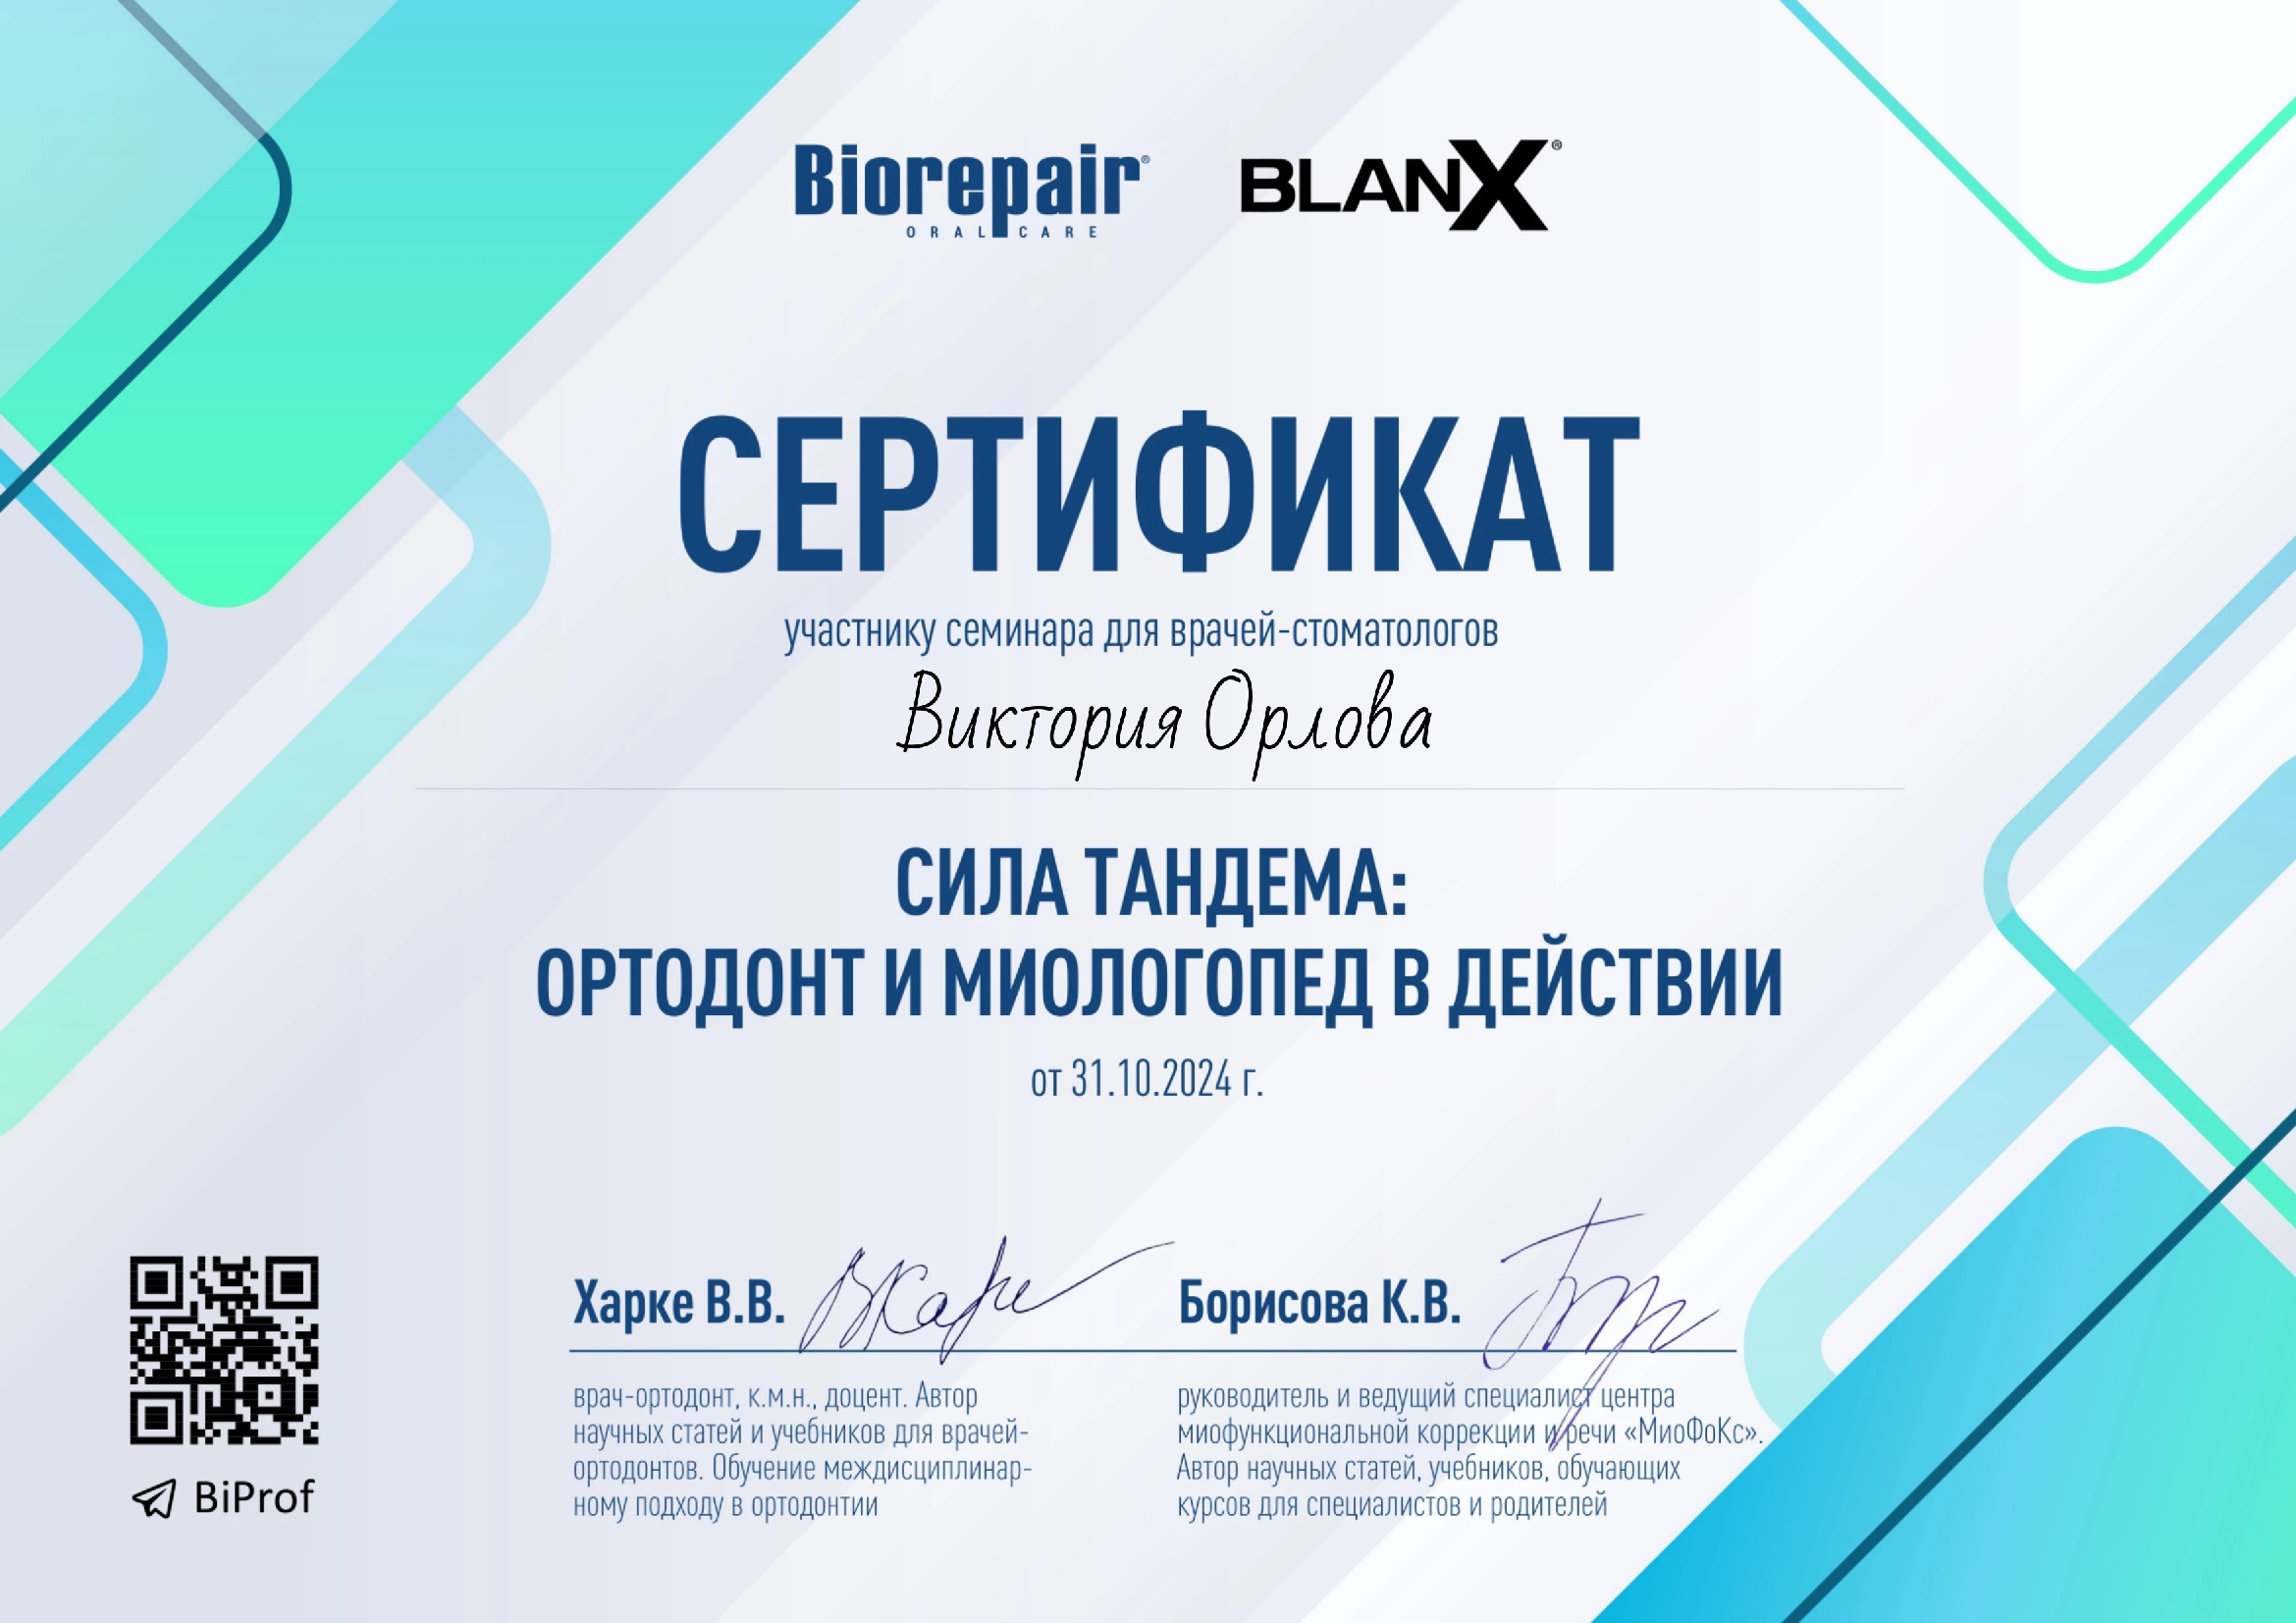 Biorepair®
ORAL CARE
BLANX®
СЕРТИФИКАТ
участнику семинара для врачей-стоматологов
Виктория Орлова
СИЛА ТАНДЕМА:
ОРТОДОНТ И МИОЛОГОПЕД В ДЕЙСТВИИ
от 31.10.2024 г.
Харке В.В.
врач-ортодонт, к.м.н., доцент. Автор
научных статей и учебников для врачей-
ортодонтов. Обучение междисциплинар-
ному подходу в ортодонтии
Борисова К.В.
руководитель и ведущий специалист центра
миофункциональной коррекции и речи «МиоФоКс».
Автор научных статей, учебников, обучающих
курсов для специалистов и родителей
BiProf